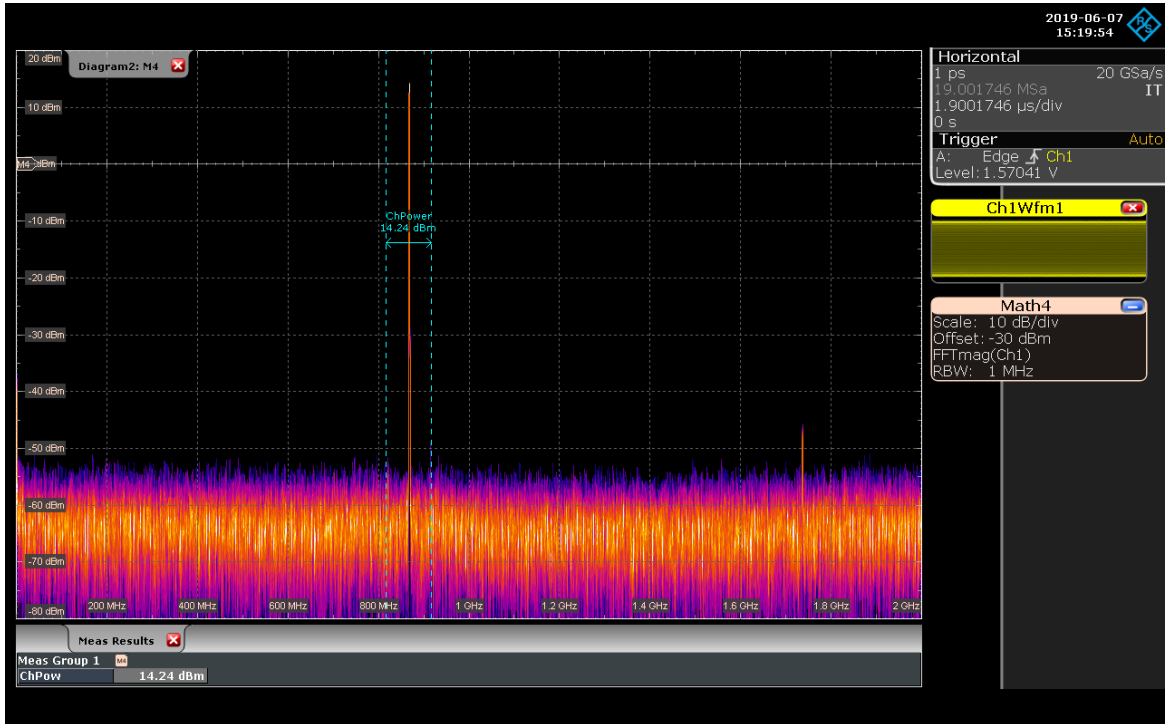 2019-06-07
15:19:54
R&S
Diagram2: M4
20 dBm
10 dBm
M4 dBm
-10 dBm
-20 dBm
-30 dBm
-40 dBm
-50 dBm
-60 dBm
-70 dBm
-80 dBm
ChPower
14.24 dBm
200 MHz 400 MHz 600 MHz 800 MHz 1 GHz 1.2 GHz 1.4 GHz 1.6 GHz 1.8 GHz 2 GHz
Meas Results
Meas Group 1 M4
ChPow 14.24 dBm
Horizontal
1 ps 20 GSa/s
19.001746 MSa IT
1.9001746 µs/div
0 s
Trigger Auto
A: Edge Ch1
Level: 1.57041 V
Ch1Wfm1
Math4
Scale: 10 dB/div
Offset: -30 dBm
FFTmag(Ch1)
RBW: 1 MHz